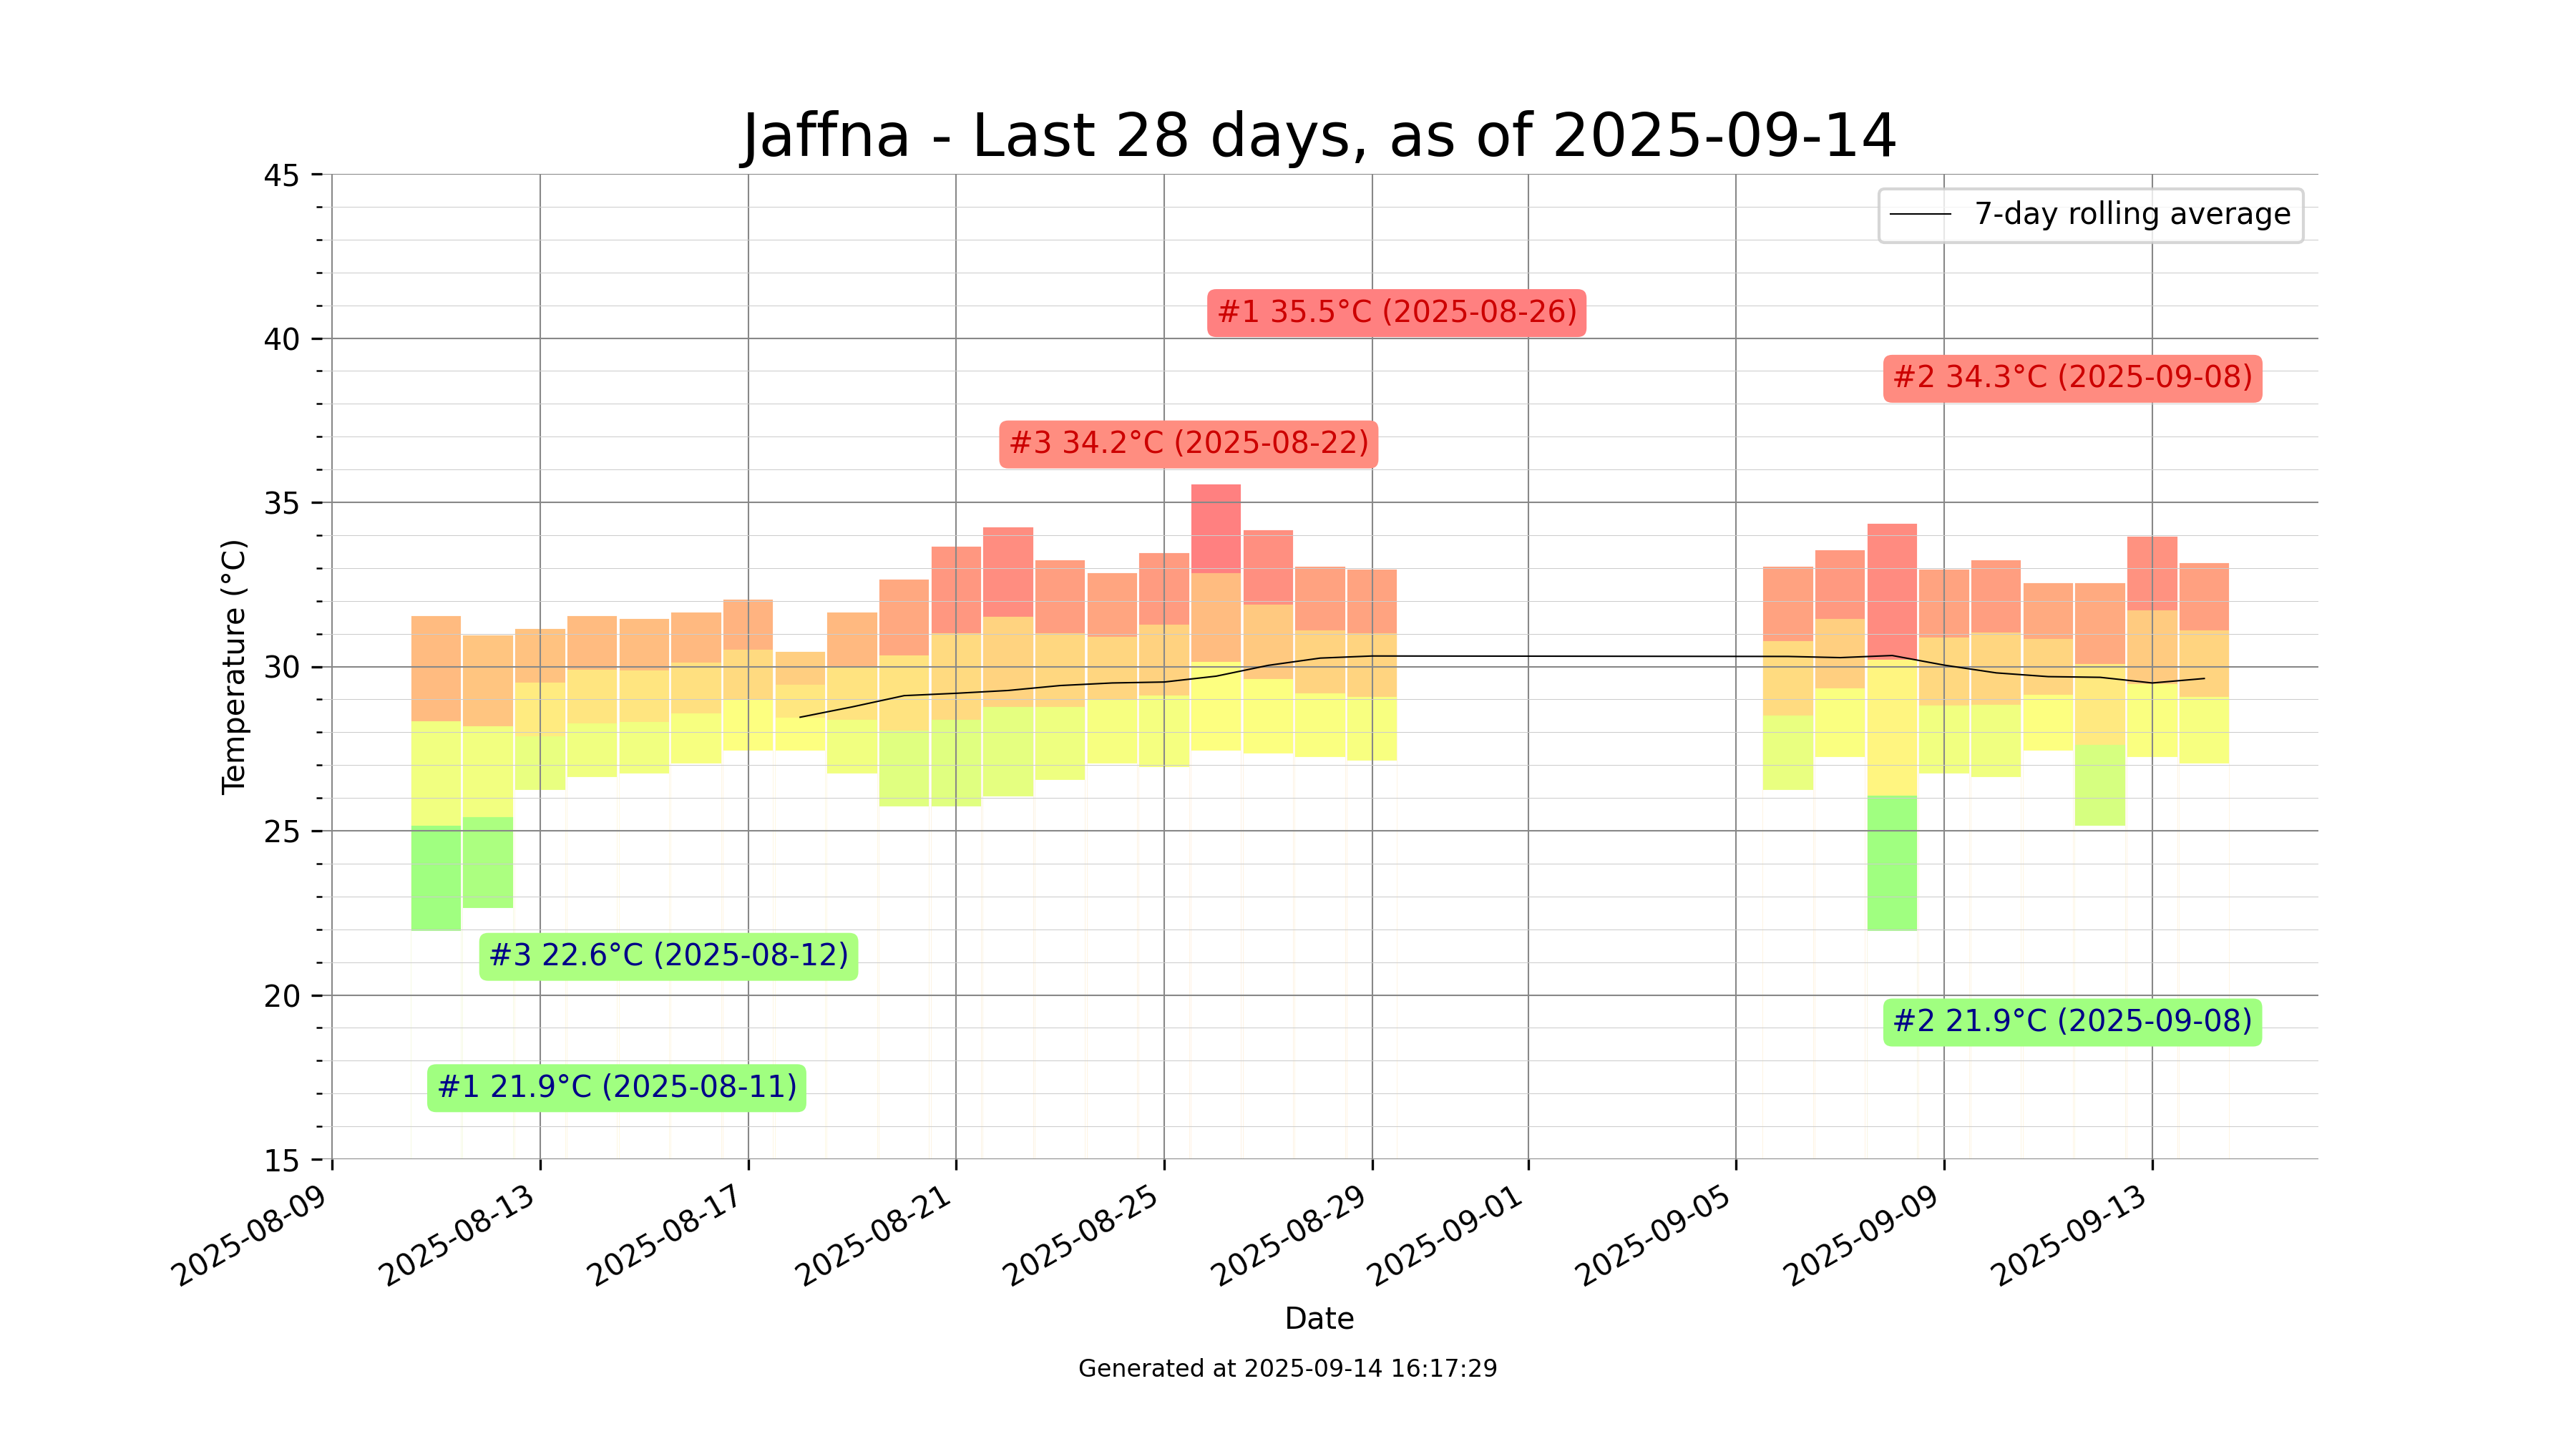 Jaffna - Last 28 days, as of 2025-09-14
7-day rolling average
#1 35.5°C (2025-08-26)
#2 34.3°C (2025-09-08)
#3 34.2°C (2025-08-22)
#3 22.6°C (2025-08-12)
#2 21.9°C (2025-09-08)
#1 21.9°C (2025-08-11)
Temperature (°C)
45
40
35
30
25
20
15
2025-08-09
2025-08-13
2025-08-17
2025-08-21
2025-08-25
2025-08-29
2025-09-01
2025-09-05
2025-09-09
2025-09-13
Date
Generated at 2025-09-14 16:17:29